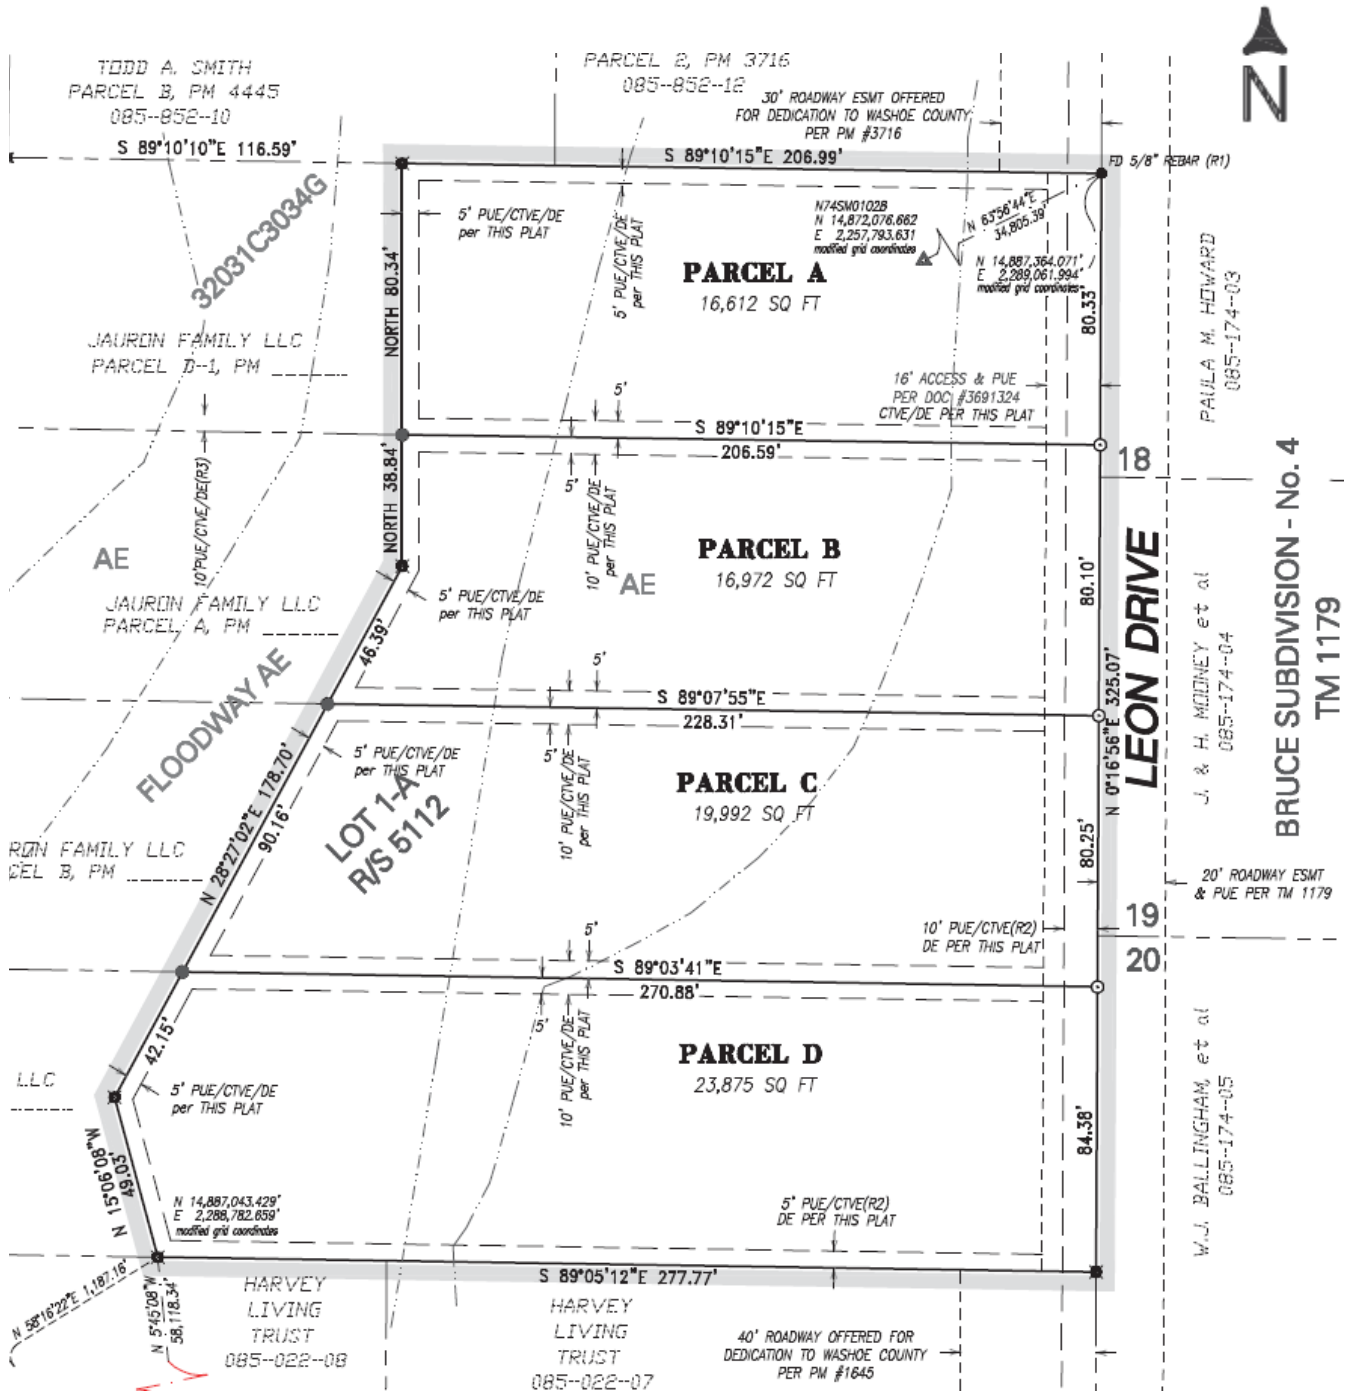 N
TODD A. SMITH
PARCEL B, PM 4445
085--852--10
PARCEL 2, PM 3716
085--852--12
30' ROADWAY ESMT OFFERED
FOR DEDICATION TO WASHOE COUNTY
PER PM #3716
S 89°10'10"E 116.59'
S 89°10'15"E 206.99'
FD 5/8" REBAR (R1)
32031C3034G
5' PUE/CTVE/DE
per THIS PLAT
5' PUE/CTVE/DE
per THIS PLAT
N74SM01028
N 14,872,076.662
E 2,257,793.631
modified grid coordinates
N 63°56'44"E
34,805.39'
N 14,887,364.071'
E 2,289,061.994'
modified grid coordinates
PARCEL A
16,612 SQ FT
NORTH 80.34'
80.33'
PAULA M. HOWARD
085-174-03
JAURON FAMILY LLC
PARCEL D-1, PM
16' ACCESS & PUE
PER DOC #3691324
CTVE/DE PER THIS PLAT
5'
S 89°10'15"E
206.59'
5'
10' PUE/CTVE/DE
per THIS PLAT
NORTH 38.84'
10'PUE/CTVE/DE(R3)
18
BRUCE SUBDIVISION - No. 4
TM 1179
AE
PARCEL B
16,972 SQ FT
AE
80.10'
LEON DRIVE
JAURON FAMILY LLC
PARCEL A, PM
5' PUE/CTVE/DE
per THIS PLAT
46.39'
J. & H. MOONEY et al
085-174-04
FLOODWAY AE
5'
S 89°07'55"E
228.31'
5'
10' PUE/CTVE/DE
per THIS PLAT
N 0°16'56"E 325.07'
5' PUE/CTVE/DE
per THIS PLAT
PARCEL C
19,992 SQ FT
N 28°27'02"E 178.70'
90.16'
LOT 1-A
R/S 5112
80.25'
RON FAMILY LLC
CEL B, PM
20' ROADWAY ESMT
& PUE PER TM 1179
10' PUE/CTVE(R2)
DE PER THIS PLAT
19
20
5'
S 89°03'41"E
270.88'
5'
10' PUE/CTVE/DE
per THIS PLAT
42.15'
PARCEL D
23,875 SQ FT
LLC
5' PUE/CTVE/DE
per THIS PLAT
84.38'
W.J. BALLINGHAM, et al
085-174-05
N 15°06'08"W
49.03'
N 14,887,043.429'
E 2,288,782.659'
modified grid coordinates
5' PUE/CTVE(R2)
DE PER THIS PLAT
S 89°05'12"E 277.77'
N 58°16'22"E 1,187.16'
N 5°45'08"W
58,118.34'
HARVEY
LIVING
TRUST
085--022--08
HARVEY
LIVING
TRUST
085--022--07
40' ROADWAY OFFERED FOR
DEDICATION TO WASHOE COUNTY
PER PM #1645